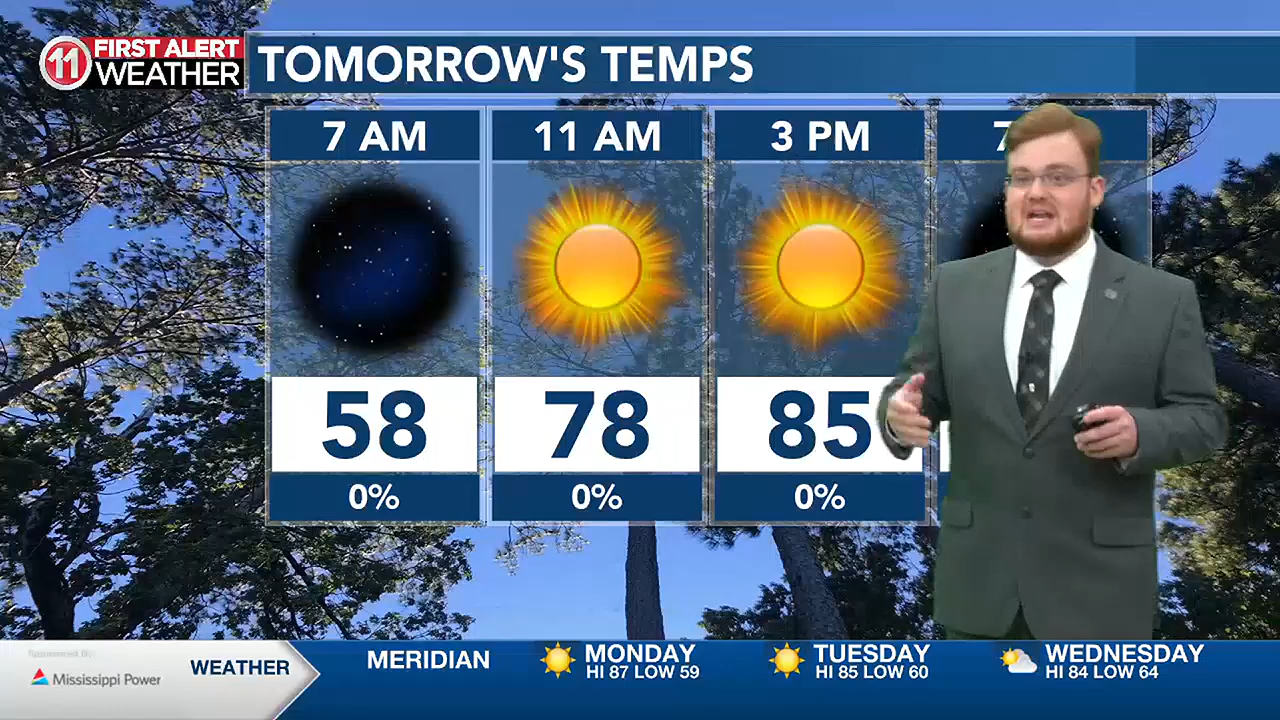 11 FIRST ALERT
WEATHER
TOMORROW'S TEMPS
7 AM
11 AM
3 PM
7
58
78
85
0%
0%
0%
Sponsored By:
Mississippi Power
WEATHER
MERIDIAN
MONDAY
HI 87 LOW 59
TUESDAY
HI 85 LOW 60
WEDNESDAY
HI 84 LOW 64